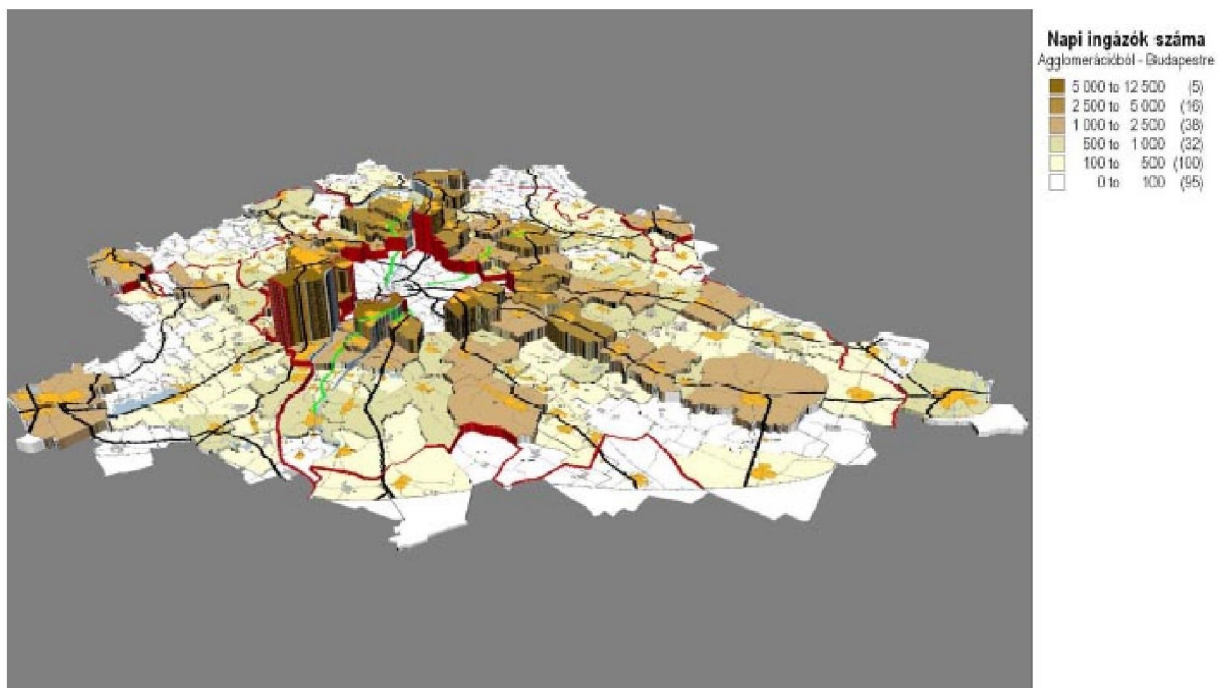 Napi ingázók száma
Agglomerációból - Budapestre
5 000 to 12 500 (5)
2 500 to 5 000 (16)
1 000 to 2 500 (38)
500 to 1 000 (32)
100 to 500 (100)
0 to 100 (95)